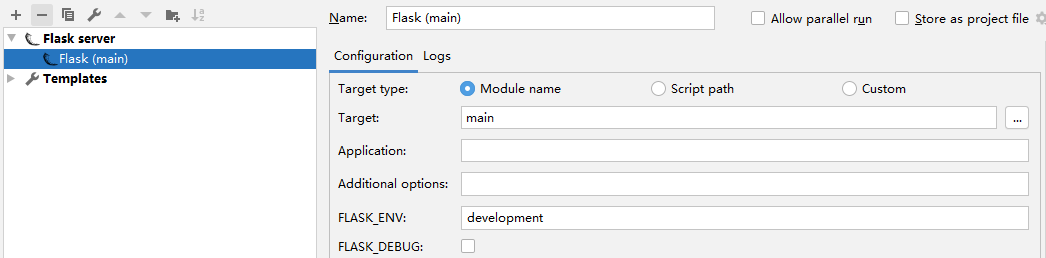 Name: Flask (main) Allow parallel run Store as project file
Flask server
Flask (main)
Templates
Configuration Logs
Target type: Module name Script path Custom
Target: main ...
Application:
Additional options:
FLASK_ENV: development
FLASK_DEBUG: